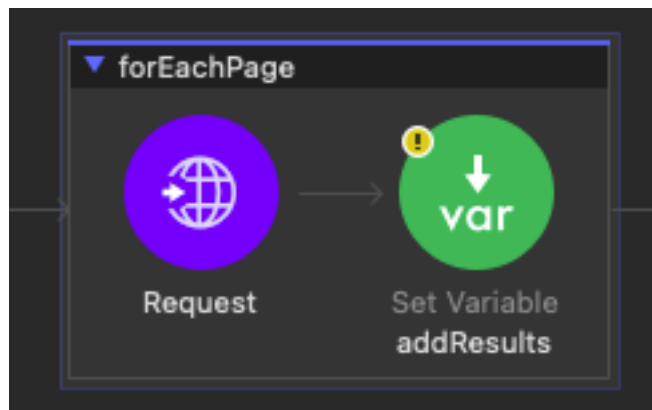 forEachPage
!
var
Request
Set Variable
addResults